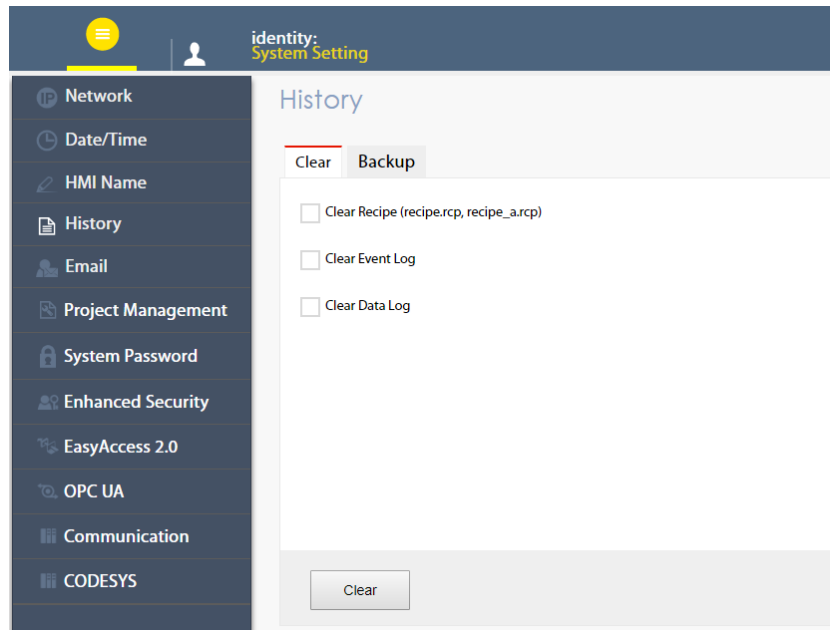 identity:
System Setting
Network
Date/Time
HMI Name
History
Email
Project Management
System Password
Enhanced Security
EasyAccess 2.0
OPC UA
Communication
CODESYS
History
Clear Backup
Clear Recipe (recipe.rcp, recipe_a.rcp)
Clear Event Log
Clear Data Log
Clear